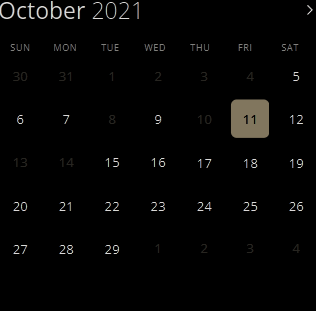 October 2021
SUN MON TUE WED THU FRI SAT
30 31 1 2 3 4 5
6 7 8 9 10 11 12
13 14 15 16 17 18 19
20 21 22 23 24 25 26
27 28 29 1 2 3 4